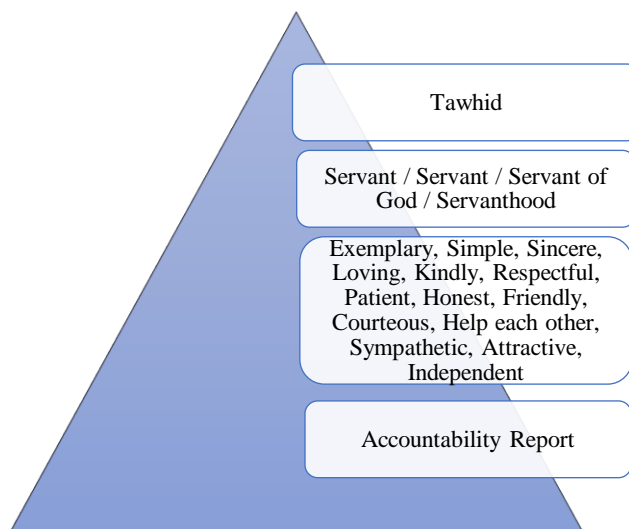 Tawhid
Servant / Servant / Servant of
God / Servanthood
Exemplary, Simple, Sincere,
Loving, Kindly, Respectful,
Patient, Honest, Friendly,
Courteous, Help each other,
Sympathetic, Attractive,
Independent
Accountability Report